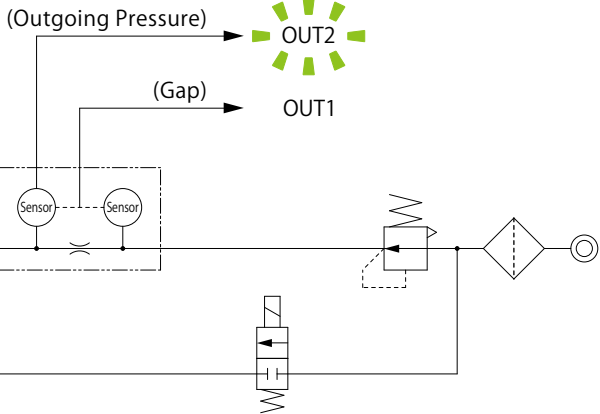 (Outgoing Pressure)
OUT2
(Gap)
OUT1
Sensor
Sensor